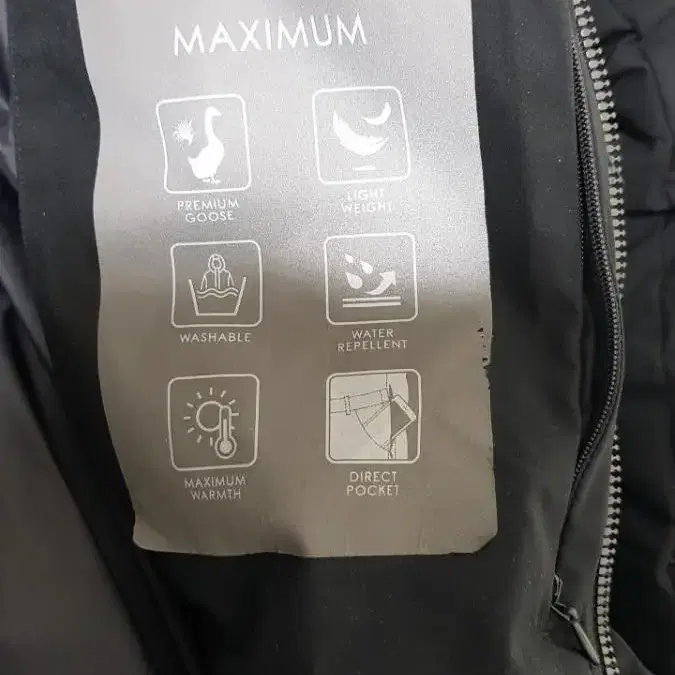 MAXIMUM
PREMIUM
GOOSE
LIGHT
WEIGHT
WASHABLE
WATER
REPELLENT
MAXIMUM
WARMTH
DIRECT
POCKET